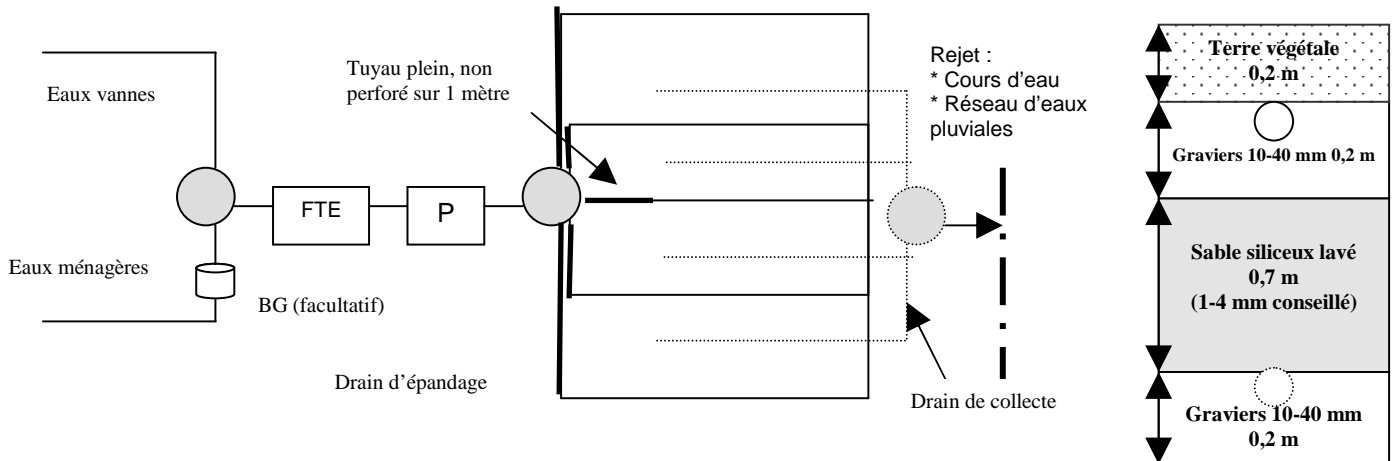 Eaux vannes
Tuyau plein, non
perforé sur 1 mètre
Rejet :
* Cours d'eau
* Réseau d'eaux
pluviales
FTE
P
Eaux ménagères
BG (facultatif)
Drain d'épandage
Drain de collecte
Terre végétale
0,2 m
Graviers 10-40 mm 0,2 m
Sable siliceux lavé
0,7 m
(1-4 mm conseillé)
Graviers 10-40 mm
0,2 m